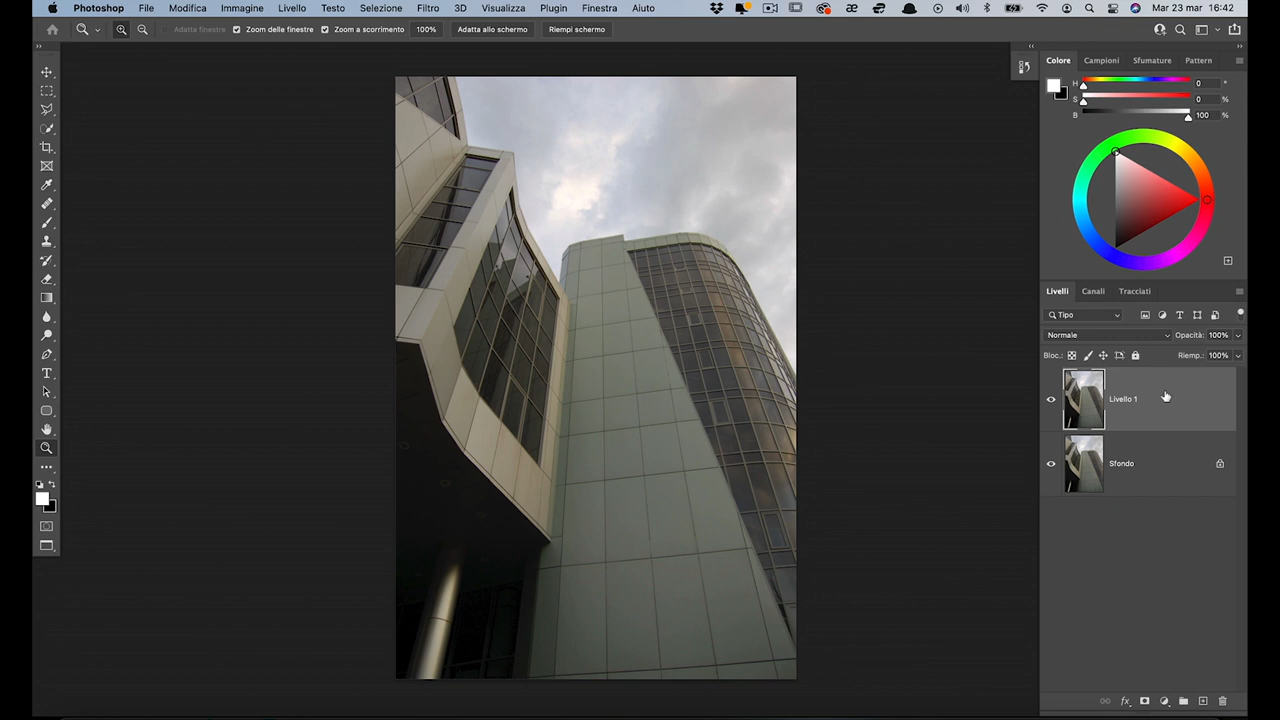 Photoshop File Modifica Immagine Livello Testo Selezione Filtro 3D Visualizza Plugin Finestra Aiuto Mar 23 mar 16:42
Adatta finestre Zoom delle finestre Zoom a scorrimento 100% Adatta allo schermo Riempi schermo
Colore Campioni Sfumature Pattern
H 0 °
S 0 %
B 100 %
Livelli Canali Tracciati
Tipo
Normale Opacità: 100%
Bloc.: Riemp.: 100%
Livello 1
Sfondo